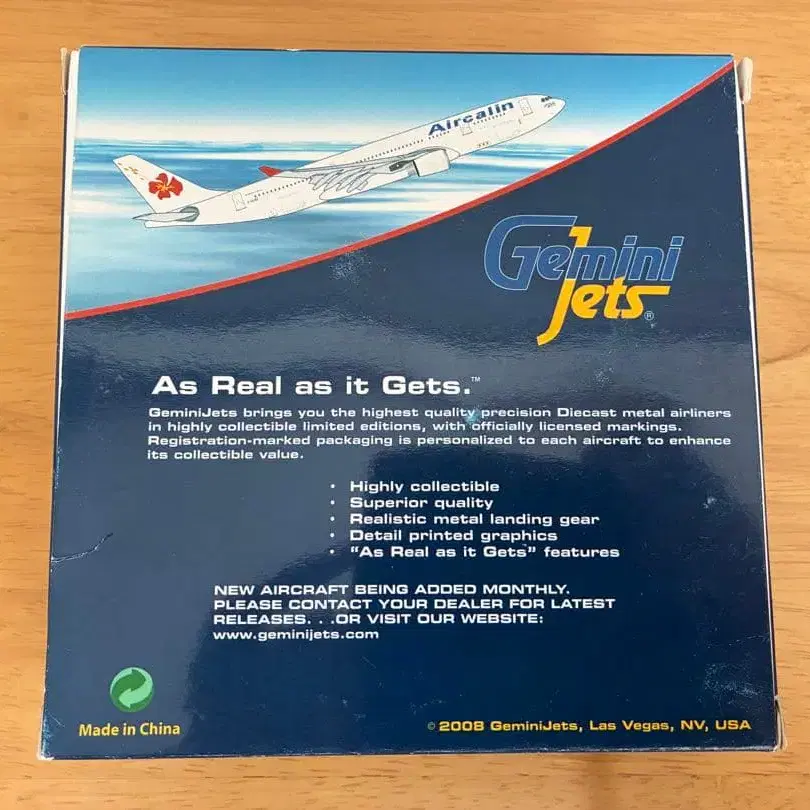 Aircalin
Gemini
Jets®
As Real as it Gets.™
GeminiJets brings you the highest quality precision Diecast metal airliners
in highly collectible limited editions, with officially licensed markings.
Registration-marked packaging is personalized to each aircraft to enhance
its collectible value.
• Highly collectible
• Superior quality
• Realistic metal landing gear
• Detail printed graphics
• “As Real as it Gets” features
NEW AIRCRAFT BEING ADDED MONTHLY.
PLEASE CONTACT YOUR DEALER FOR LATEST
RELEASES. . .OR VISIT OUR WEBSITE:
www.geminijets.com
Made in China
© 2008 GeminiJets, Las Vegas, NV, USA